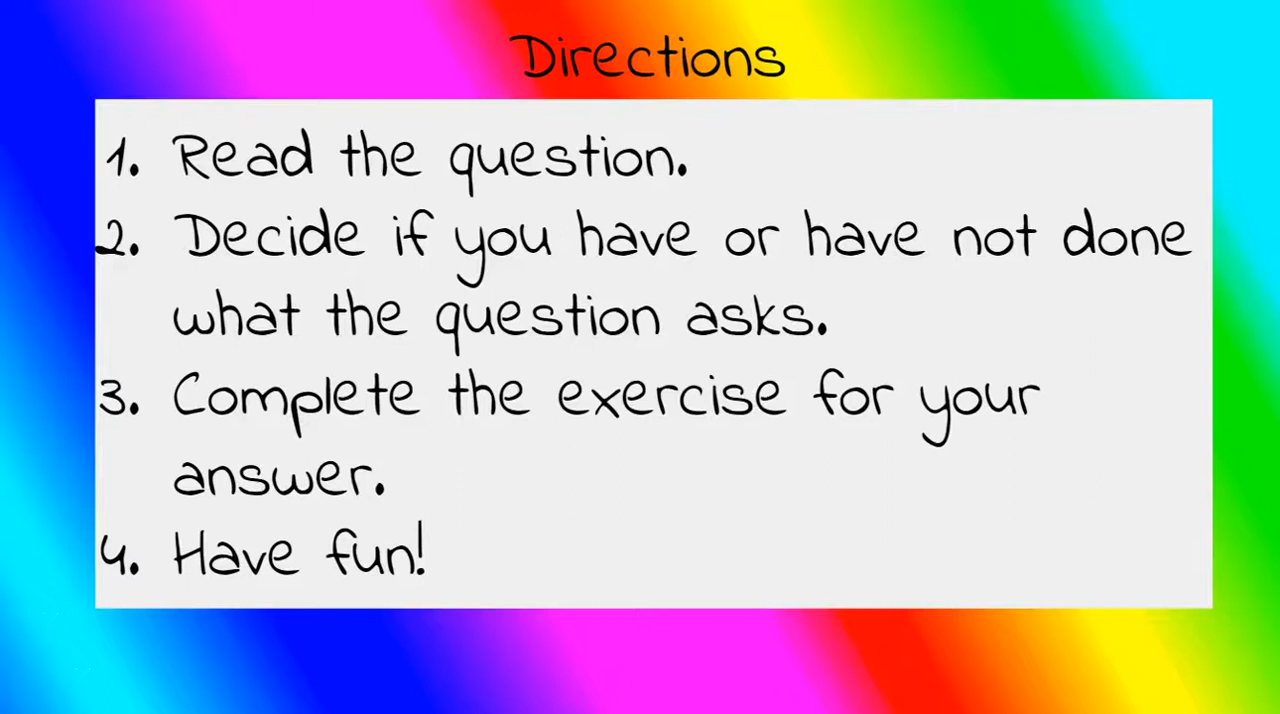 Directions
1. Read the question.
2. Decide if you have or have not done
what the question asks.
3. Complete the exercise for your
answer.
4. Have fun!